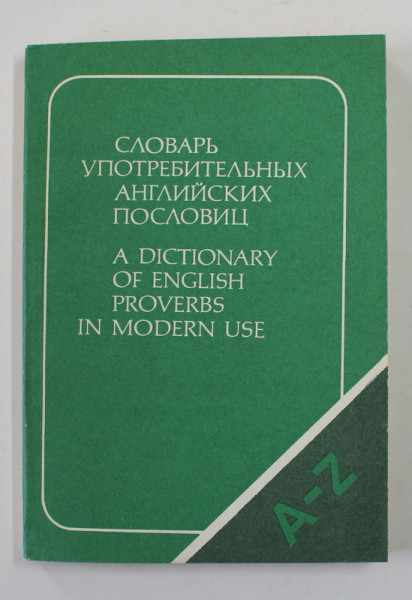 СЛОВАРЬ
УПОТРЕБИТЕЛЬНЫХ
АНГЛИЙСКИХ
ПОСЛОВИЦ
A DICTIONARY
OF ENGLISH
PROVERBS
IN MODERN USE
A-Z